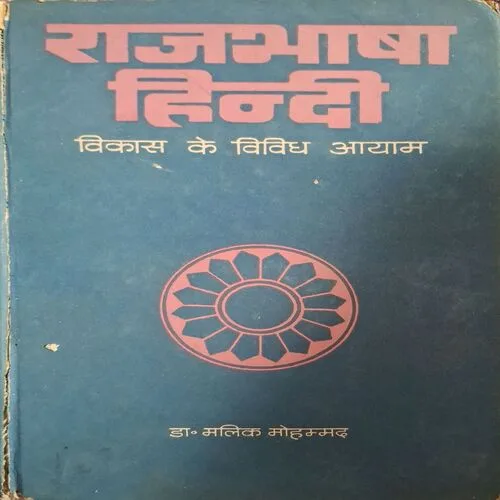 राजभाषा
हिन्दी
विकास के विविध आयाम
डा॰ मलिक मोहम्मद